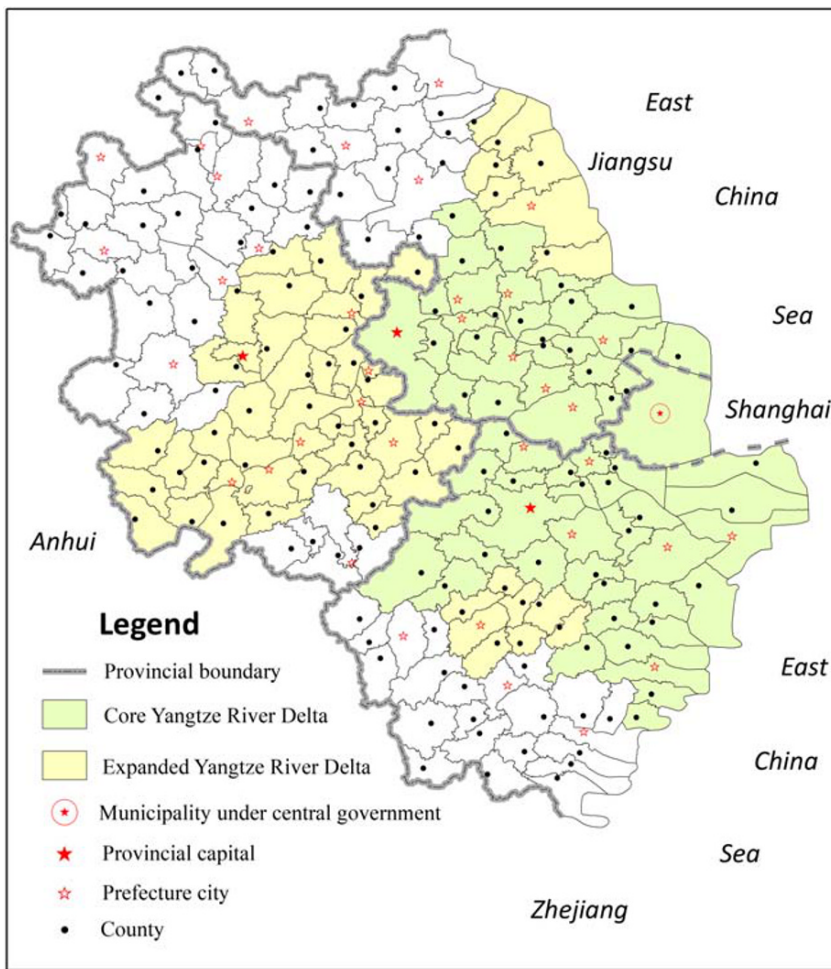 East
Jiangsu
China
Sea
Shanghai
Anhui
Legend
Provincial boundary
Core Yangtze River Delta
Expanded Yangtze River Delta
Municipality under central government
Provincial capital
Prefecture city
County
East
China
Sea
Zhejiang